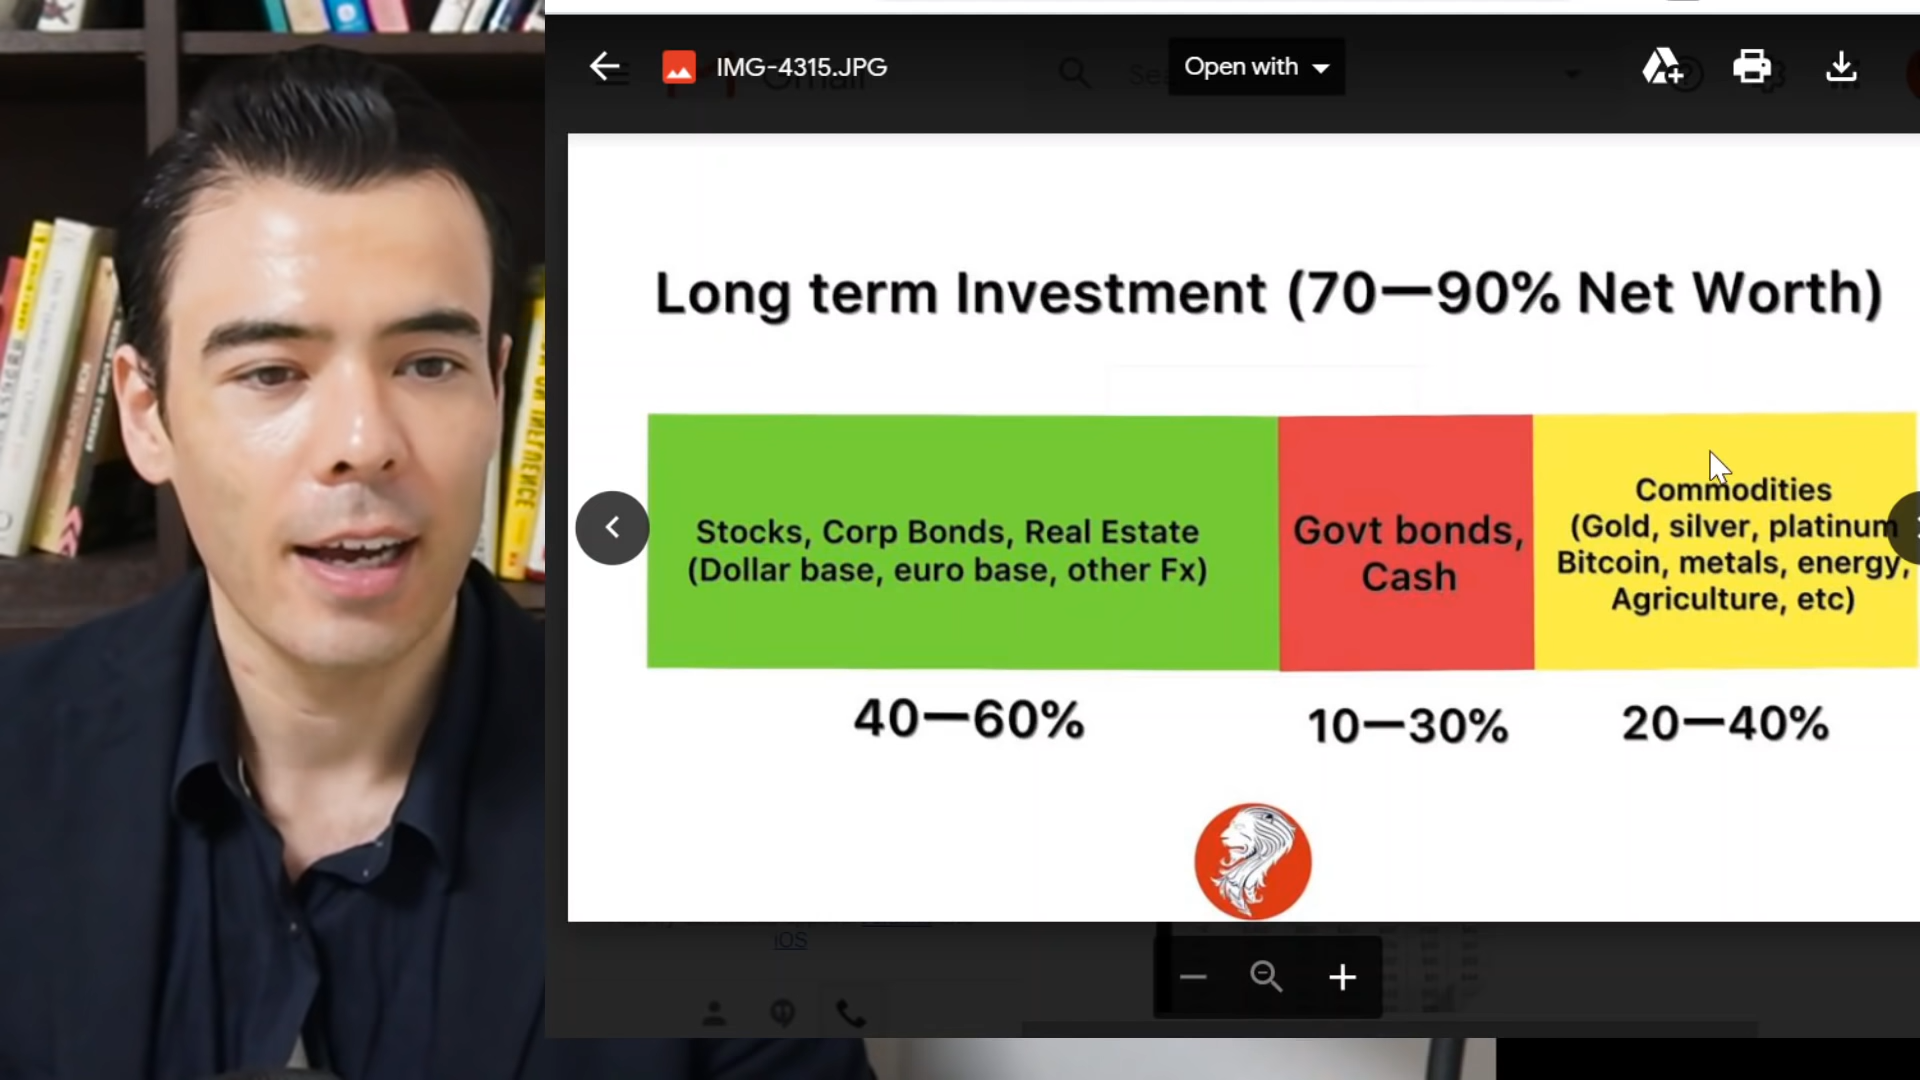 IMG-4315.JPG
Open with
Long term Investment (70—90% Net Worth)
Stocks, Corp Bonds, Real Estate
(Dollar base, euro base, other Fx)
Govt bonds,
Cash
Commodities
(Gold, silver, platinum
Bitcoin, metals, energy,
Agriculture, etc)
40—60%
10—30%
20—40%
iOS
INFLUENCE